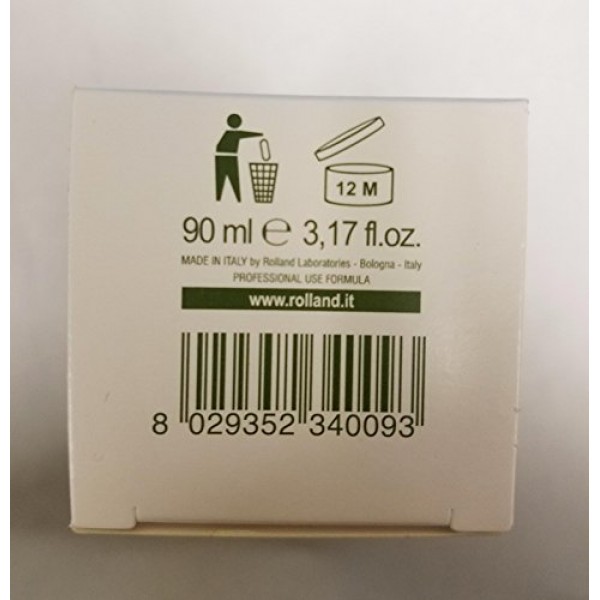 12 M
90 ml ℮ 3,17 fl.oz.
MADE IN ITALY by Rolland Laboratories - Bologna - Italy
PROFESSIONAL USE FORMULA
www.rolland.it
8 029352 340093